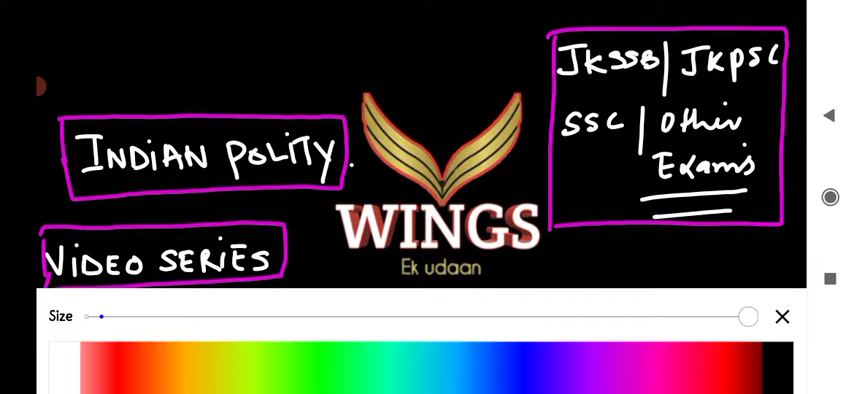 JKSSB | JKPSC
SSC | Other
Exams
INDIAN POLITY.
WINGS
Ek udaan
VIDEO SERIES
Size